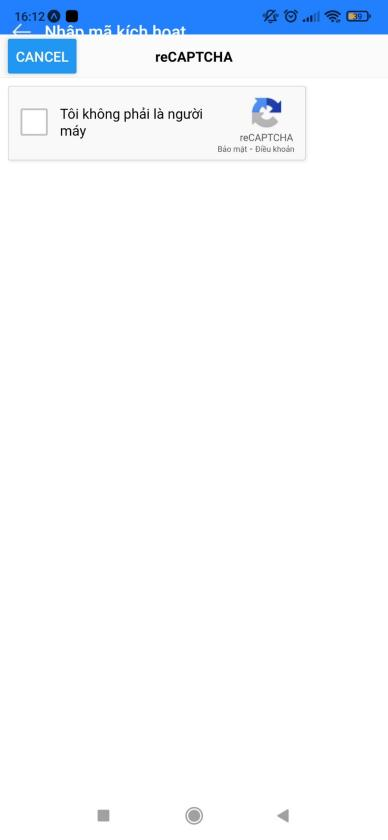 16:12
39
Nhập mã kích hoạt
CANCEL
reCAPTCHA
Tôi không phải là người
máy
reCAPTCHA
Bảo mật - Điều khoản